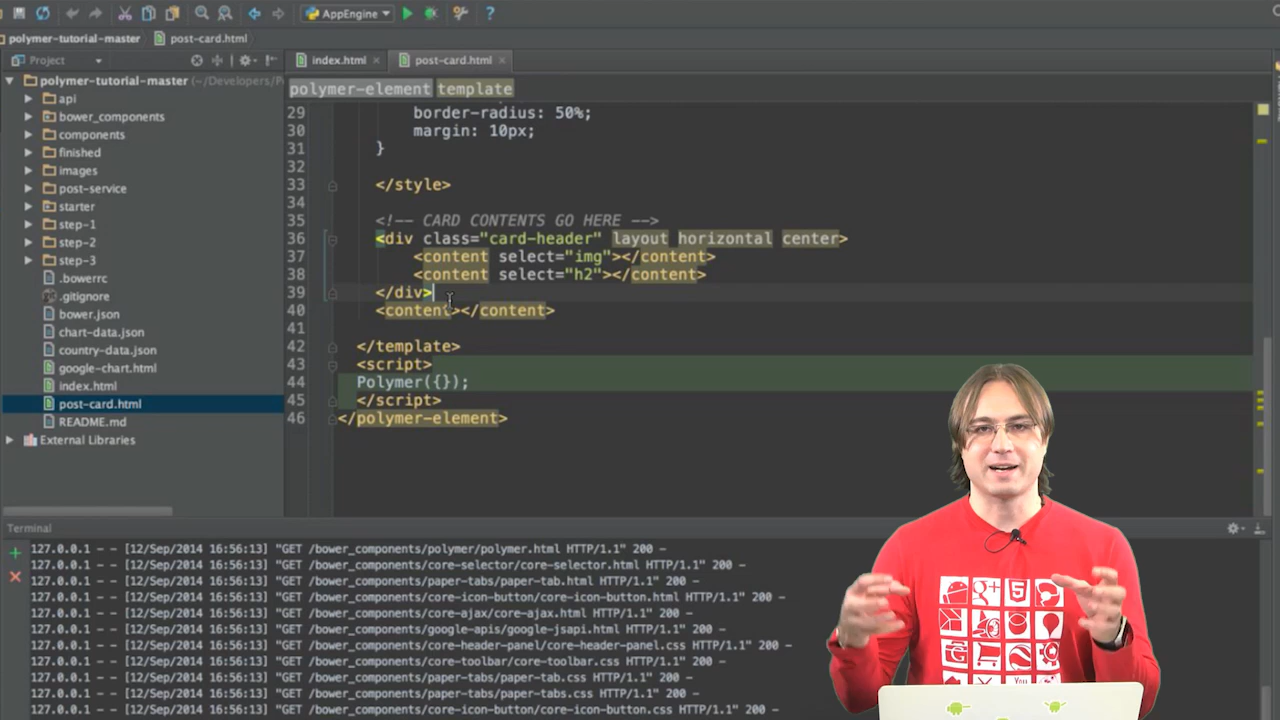 AppEngine
polymer-tutorial-master
post-card.html
Project
index.html
post-card.html
polymer-tutorial-master (~/Developers/P
polymer-element template
api
bower_components
components
finished
images
post-service
starter
step-1
step-2
step-3
.bowerrc
.gitignore
bower.json
chart-data.json
country-data.json
google-chart.html
index.html
post-card.html
README.md
External Libraries
29 border-radius: 50%;
30 margin: 10px;
31 }
32
33 </style>
34
35 <!-- CARD CONTENTS GO HERE -->
36 <div class="card-header" layout horizontal center>
37 <content select="img"></content>
38 <content select="h2"></content>
39 </div>
40 <content></content>
41
42 </template>
43 <script>
44 Polymer({});
45 </script>
46 </polymer-element>
Terminal
127.0.0.1 - - [12/Sep/2014 16:56:13] "GET /bower_components/polymer/polymer.html HTTP/1.1" 200 -
127.0.0.1 - - [12/Sep/2014 16:56:13] "GET /bower_components/core-selector/core-selector.html HTTP/1.1" 200 -
127.0.0.1 - - [12/Sep/2014 16:56:13] "GET /bower_components/paper-tabs/paper-tab.html HTTP/1.1" 200 -
127.0.0.1 - - [12/Sep/2014 16:56:13] "GET /bower_components/core-icon-button/core-icon-button.html HTTP/1.1" 200 -
127.0.0.1 - - [12/Sep/2014 16:56:13] "GET /bower_components/core-ajax/core-ajax.html HTTP/1.1" 200 -
127.0.0.1 - - [12/Sep/2014 16:56:13] "GET /bower_components/google-apis/google-jsapi.html HTTP/1.1" 200 -
127.0.0.1 - - [12/Sep/2014 16:56:13] "GET /bower_components/core-header-panel/core-header-panel.css HTTP/1.1" 200 -
127.0.0.1 - - [12/Sep/2014 16:56:13] "GET /bower_components/core-toolbar/core-toolbar.css HTTP/1.1" 200 -
127.0.0.1 - - [12/Sep/2014 16:56:13] "GET /bower_components/paper-tabs/paper-tab.css HTTP/1.1" 200 -
127.0.0.1 - - [12/Sep/2014 16:56:13] "GET /bower_components/paper-tabs/paper-tabs.css HTTP/1.1" 200 -
127.0.0.1 - - [12/Sep/2014 16:56:13] "GET /bower_components/core-icon-button/core-icon-button.css HTTP/1.1" 200 -